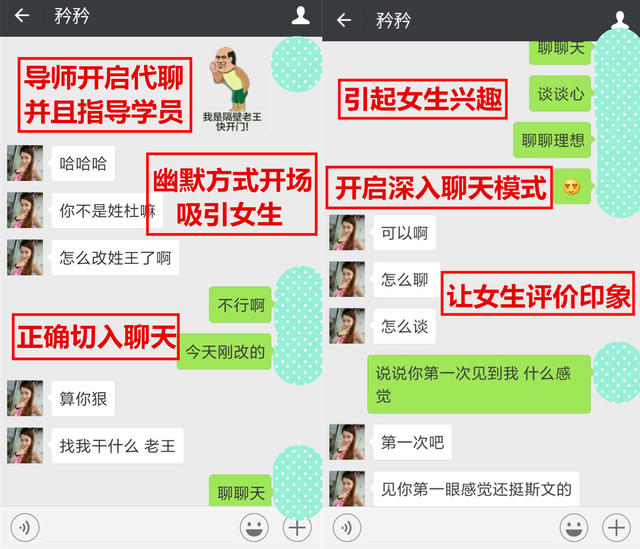 矜矜
我是隔壁老王
快开门!
导师开启代聊
并且指导学员
哈哈哈
幽默方式开场
吸引女生
你不是姓杜嘛
怎么改姓王了啊
不行啊
正确切入聊天
今天刚改的
算你狠
找我干什么 老王
聊聊天
矜矜
聊聊天
引起女生兴趣
谈谈心
聊聊理想
开启深入聊天模式
可以啊
怎么聊
让女生评价印象
怎么谈
说说你第一次见到我 什么感
觉
第一次吧
见你第一眼感觉还挺斯文的